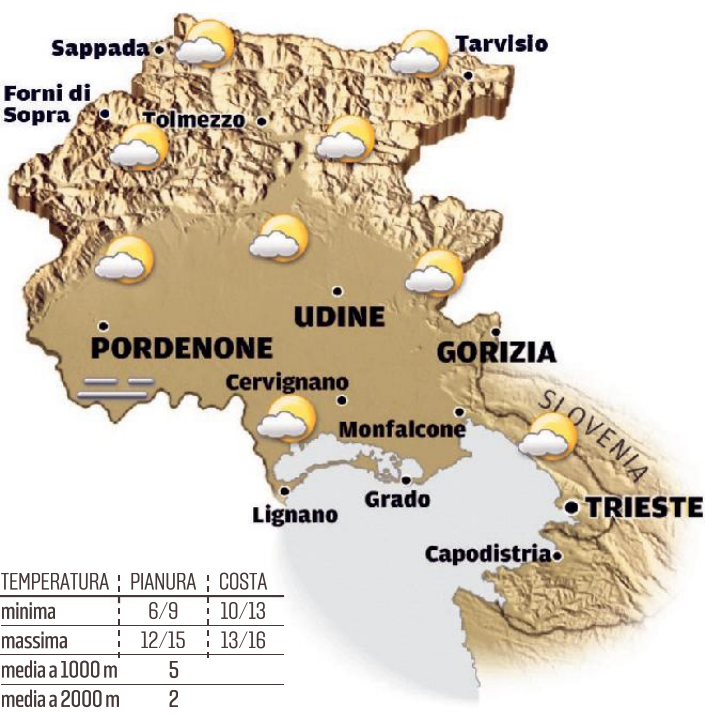 Sappada
Tarvisio
Forni di
Sopra
Tolmezzo
UDINE
PORDENONE
GORIZIA
Cervignano
SLOVENIA
Monfalcone
Grado
Lignano
TRIESTE
Capodistria
TEMPERATURA PIANURA COSTA
minima 6/9 10/13
massima 12/15 13/16
media a 1000 m 5
media a 2000 m 2